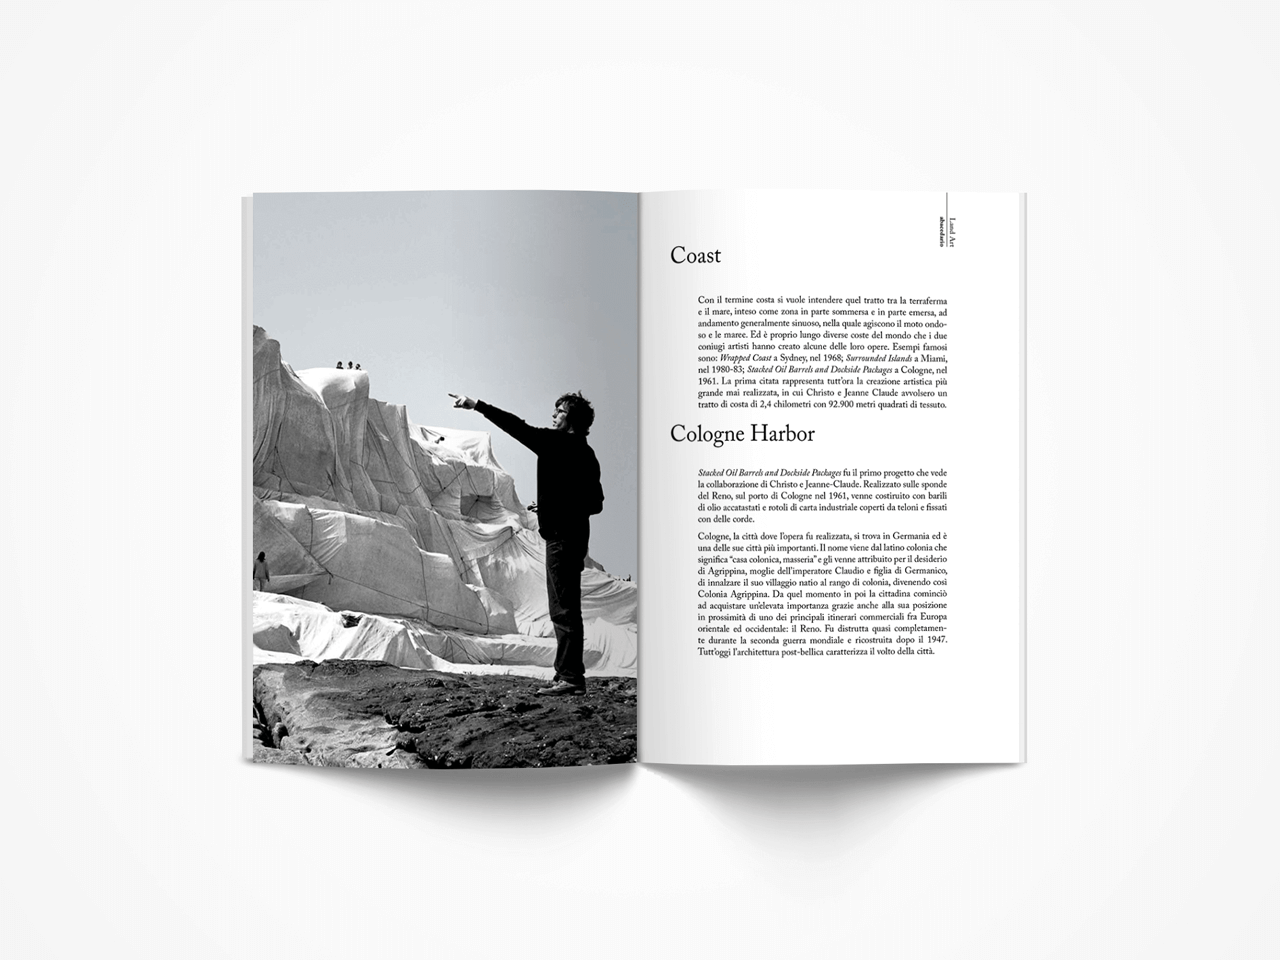 Land Art
abecedario
Coast
Con il termine costa si vuole intendere quel tratto tra la terraferma
e il mare, inteso come zona in parte sommersa e in parte emersa, ad
andamento generalmente sinuoso, nella quale agiscono il moto ondo-
so e le maree. Ed è proprio lungo diverse coste del mondo che i due
coniugi artisti hanno creato alcune delle loro opere. Esempi famosi
sono: Wrapped Coast a Sydney, nel 1968; Surrounded Islands a Miami,
nel 1980-83; Stacked Oil Barrels and Dockside Packages a Cologne, nel
1961. La prima citata rappresenta tutt'ora la creazione artistica più
grande mai realizzata, in cui Christo e Jeanne Claude avvolsero un
tratto di costa di 2,4 chilometri con 92.900 metri quadrati di tessuto.
Cologne Harbor
Stacked Oil Barrels and Dockside Packages fu il primo progetto che vede
la collaborazione di Christo e Jeanne-Claude. Realizzato sulle sponde
del Reno, sul porto di Cologne nel 1961, venne costituito con barili
di olio accatastati e rotoli di carta industriale coperti da teloni e fissati
con delle corde.
Cologne, la città dove l'opera fu realizzata, si trova in Germania ed è
una delle sue città più importanti. Il nome viene dal latino colonia che
significa "casa colonica, masseria" e gli venne attribuito per il desiderio
di Agrippina, moglie dell'imperatore Claudio e figlia di Germanico,
di innalzare il suo villaggio natio al rango di colonia, divenendo così
Colonia Agrippina. Da quel momento in poi la cittadina cominciò
ad acquistare un'elevata importanza grazie anche alla sua posizione
in prossimità di uno dei principali itinerari commerciali fra Europa
orientale ed occidentale: il Reno. Fu distrutta quasi completamen-
te durante la seconda guerra mondiale e ricostruita dopo il 1947.
Tutt'oggi l'architettura post-bellica caratterizza il volto della città.